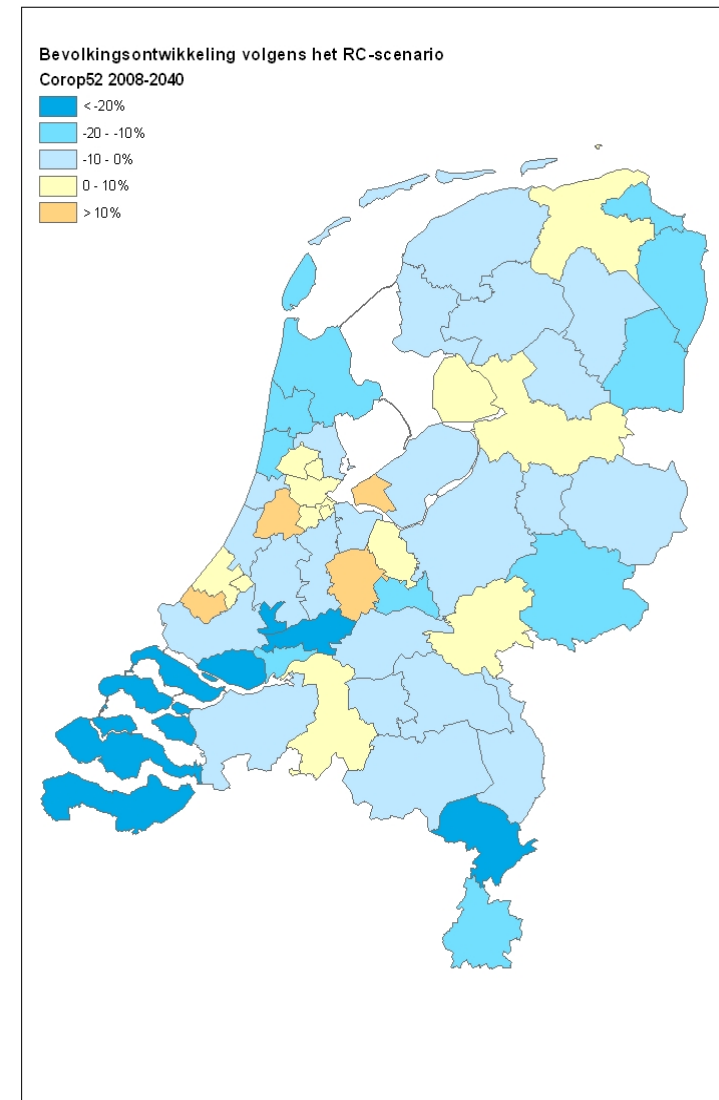 Bevolkingsontwikkeling volgens het RC-scenario
Corop52 2008-2040
< -20%
-20 - -10%
-10 - 0%
0 - 10%
> 10%